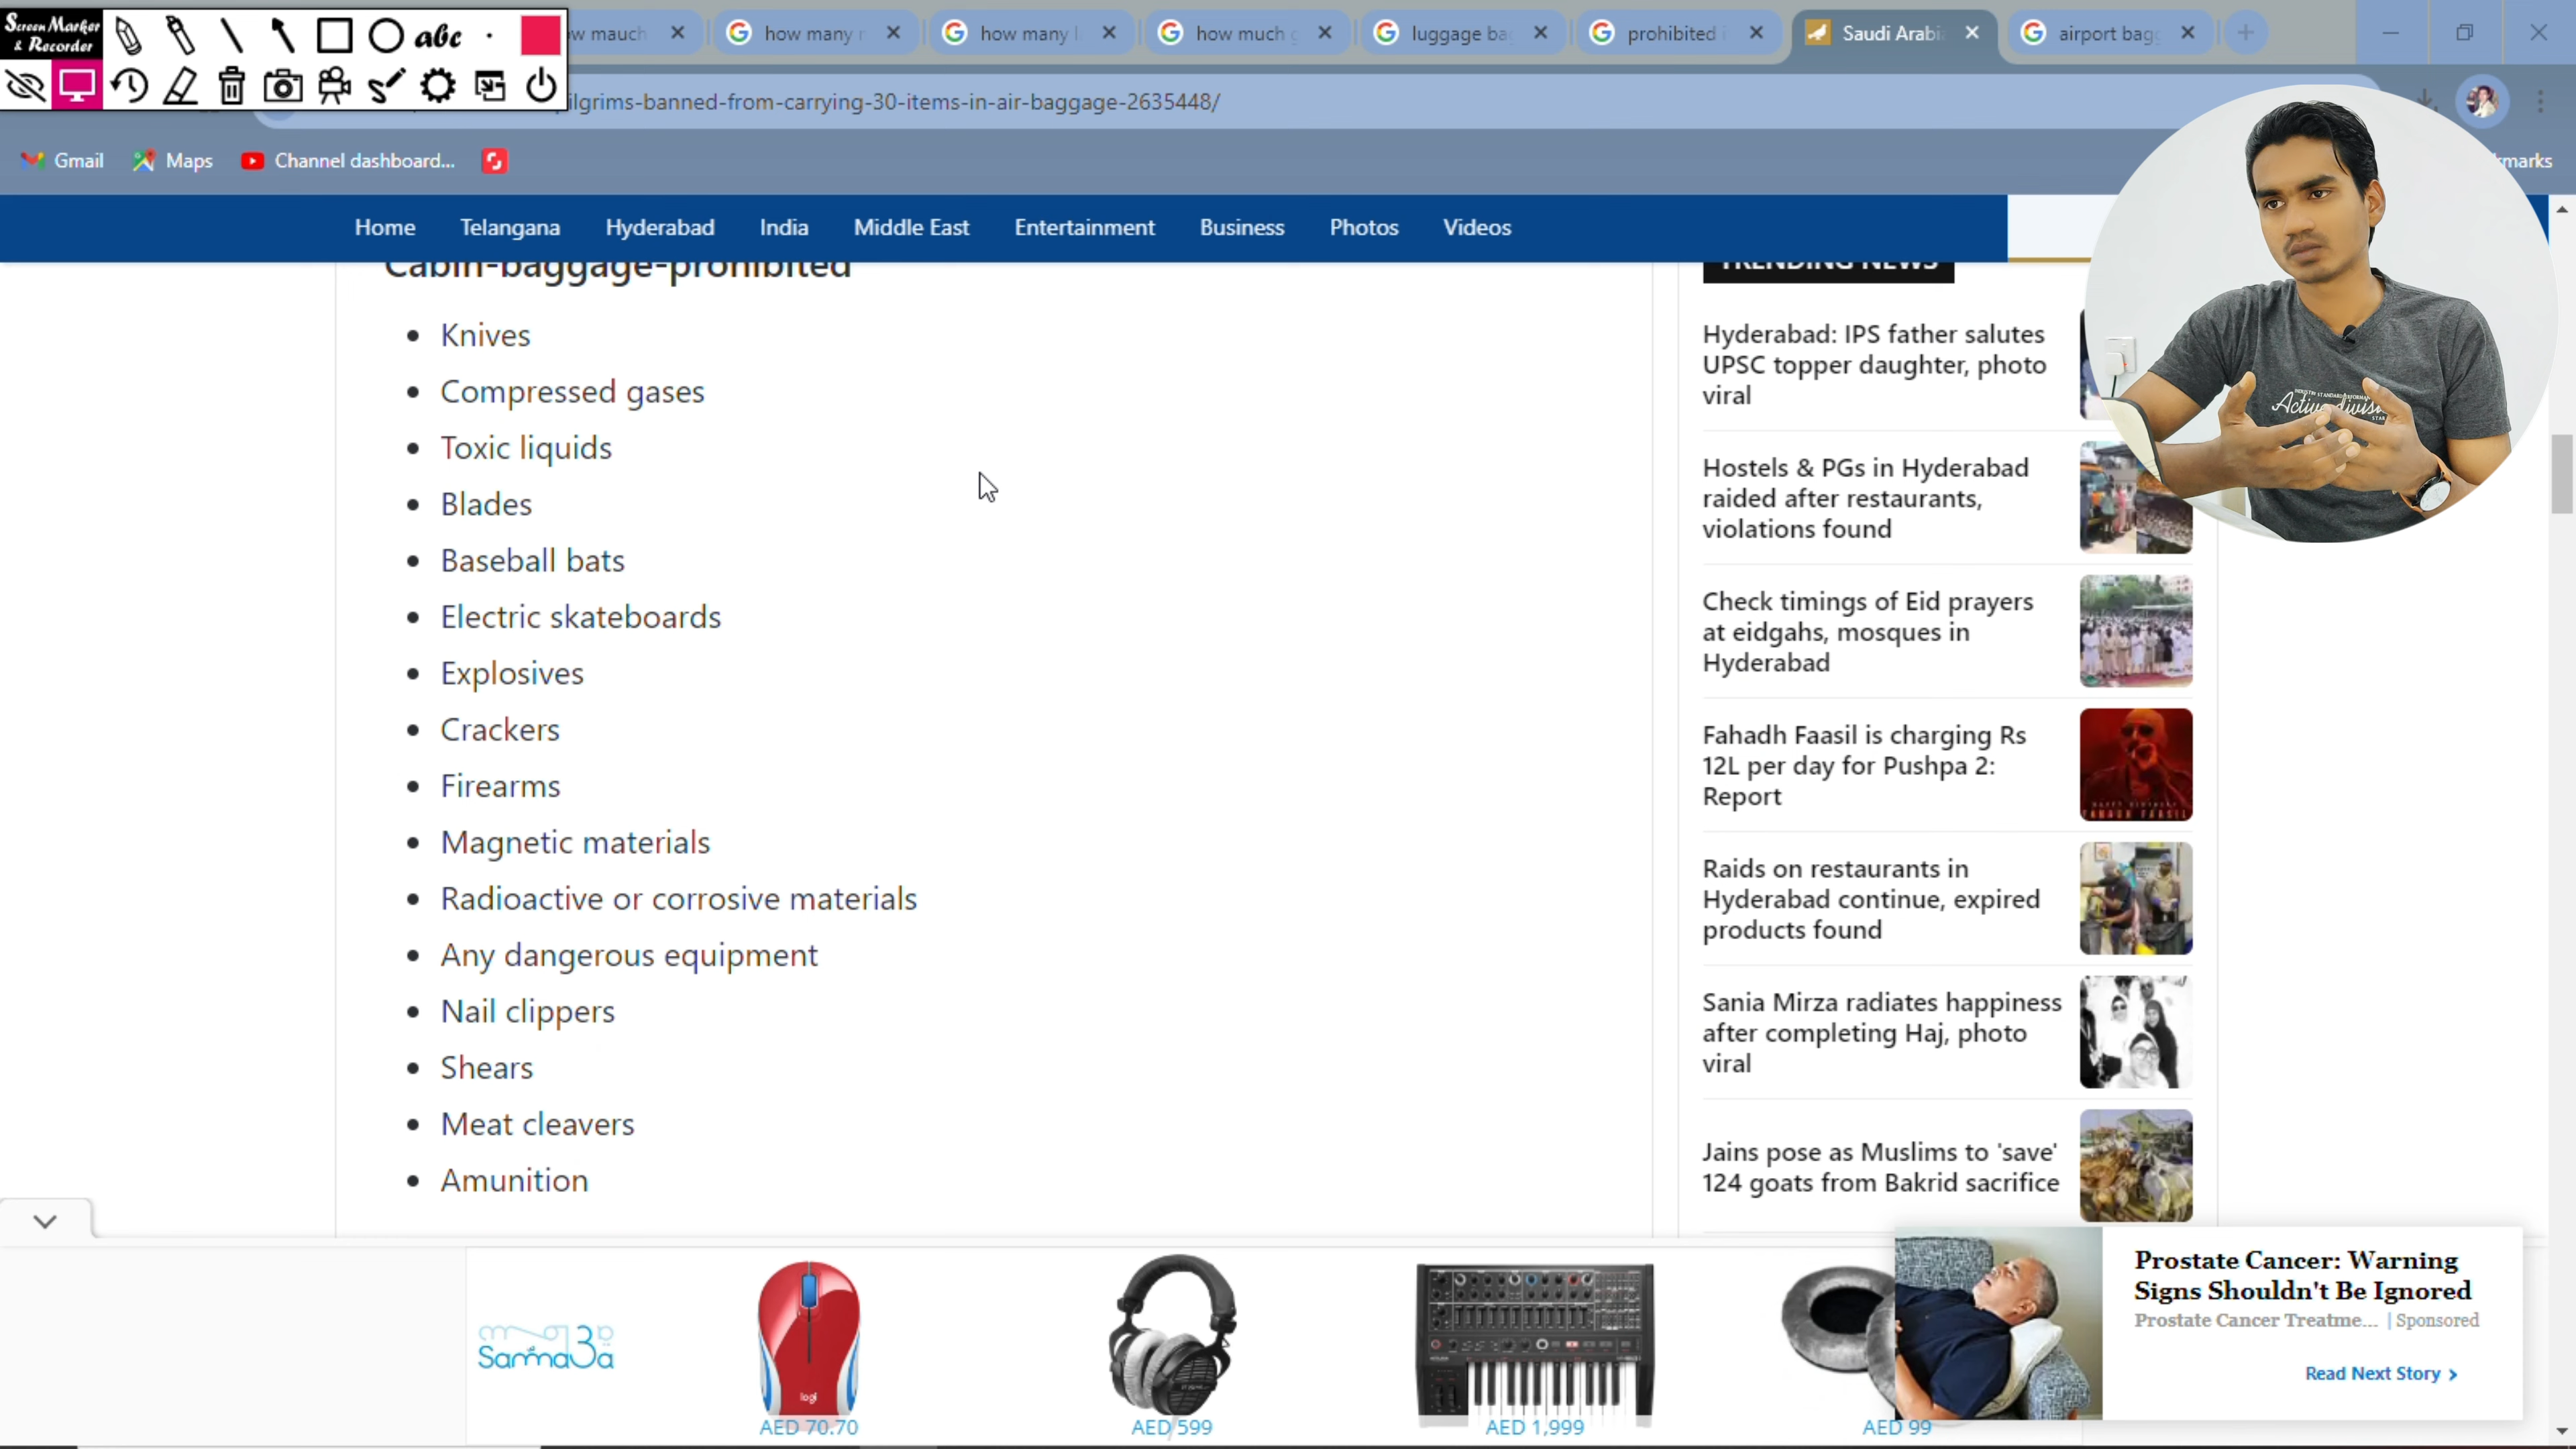 Screen Marker
& Recorder
abc
how many
how many l
how much g
luggage ba
prohibited i
Saudi Arabi
airport bag
ilgrims-banned-from-carrying-30-items-in-air-baggage-2635448/
Gmail
Maps
Channel dashboard...
Home
Telangana
Hyderabad
India
Middle East
Entertainment
Business
Photos
Videos
Cabin-baggage-prohibited
• Knives
• Compressed gases
• Toxic liquids
• Blades
• Baseball bats
• Electric skateboards
• Explosives
• Crackers
• Firearms
• Magnetic materials
• Radioactive or corrosive materials
• Any dangerous equipment
• Nail clippers
• Shears
• Meat cleavers
• Amunition
TRENDING NEWS
Hyderabad: IPS father salutes
UPSC topper daughter, photo
viral
Hostels & PGs in Hyderabad
raided after restaurants,
violations found
Check timings of Eid prayers
at eidgahs, mosques in
Hyderabad
Fahadh Faasil is charging Rs
12L per day for Pushpa 2:
Report
Raids on restaurants in
Hyderabad continue, expired
products found
Sania Mirza radiates happiness
after completing Haj, photo
viral
Jains pose as Muslims to 'save'
124 goats from Bakrid sacrifice
logi
AED 70.70
AED 599
AED 1,999
AED 99
Prostate Cancer: Warning
Signs Shouldn't Be Ignored
Prostate Cancer Treatme... | Sponsored
Read Next Story >